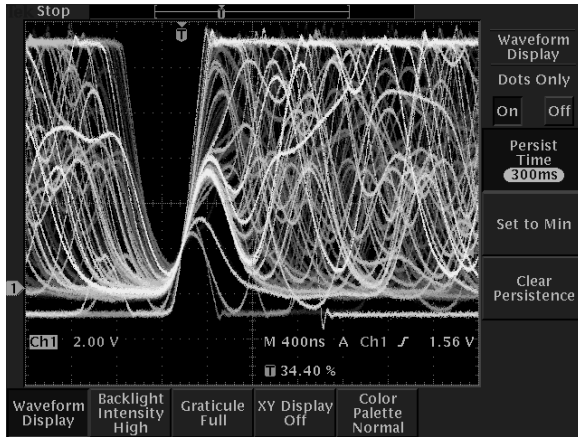 Stop
T
T
Waveform
Display
Dots Only
On Off
Persist
Time
300ms
Set to Min
Clear
Persistence
1
Ch1 2.00 V M 400ns A Ch1 1.56 V
T 34.40 %
Waveform
Display
Backlight
Intensity
High
Graticule
Full
XY Display
Off
Color
Palette
Normal